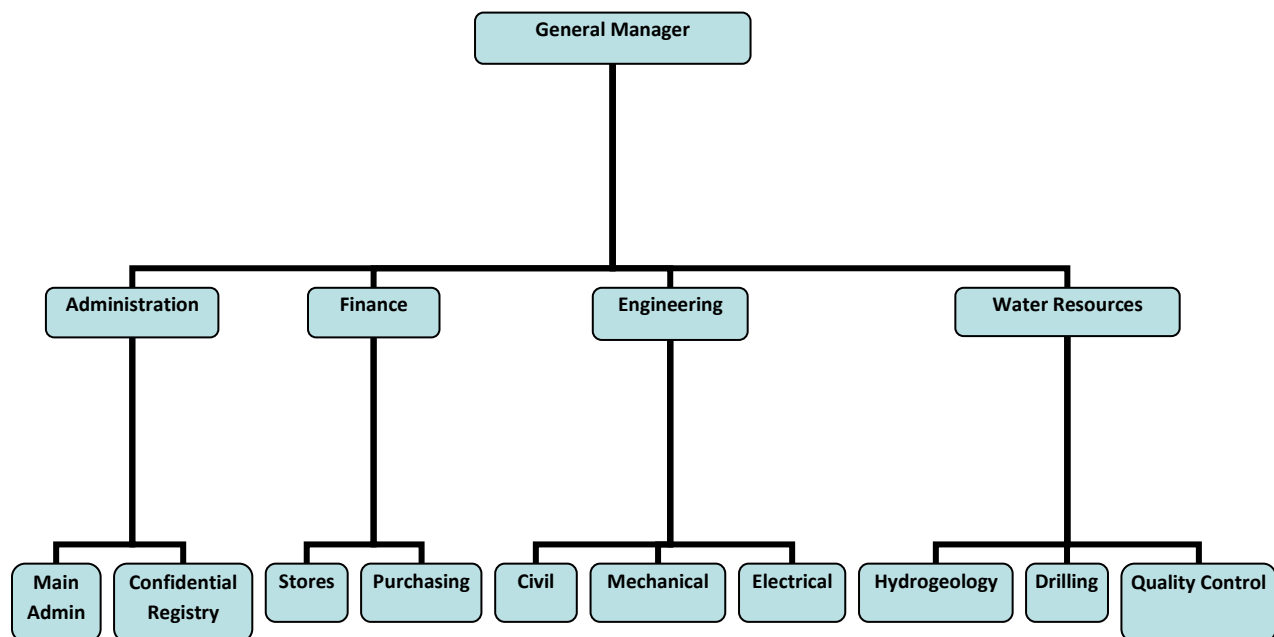 General Manager
Administration
Finance
Engineering
Water Resources
Main
Admin
Confidential
Registry
Stores
Purchasing
Civil
Mechanical
Electrical
Hydrogeology
Drilling
Quality Control